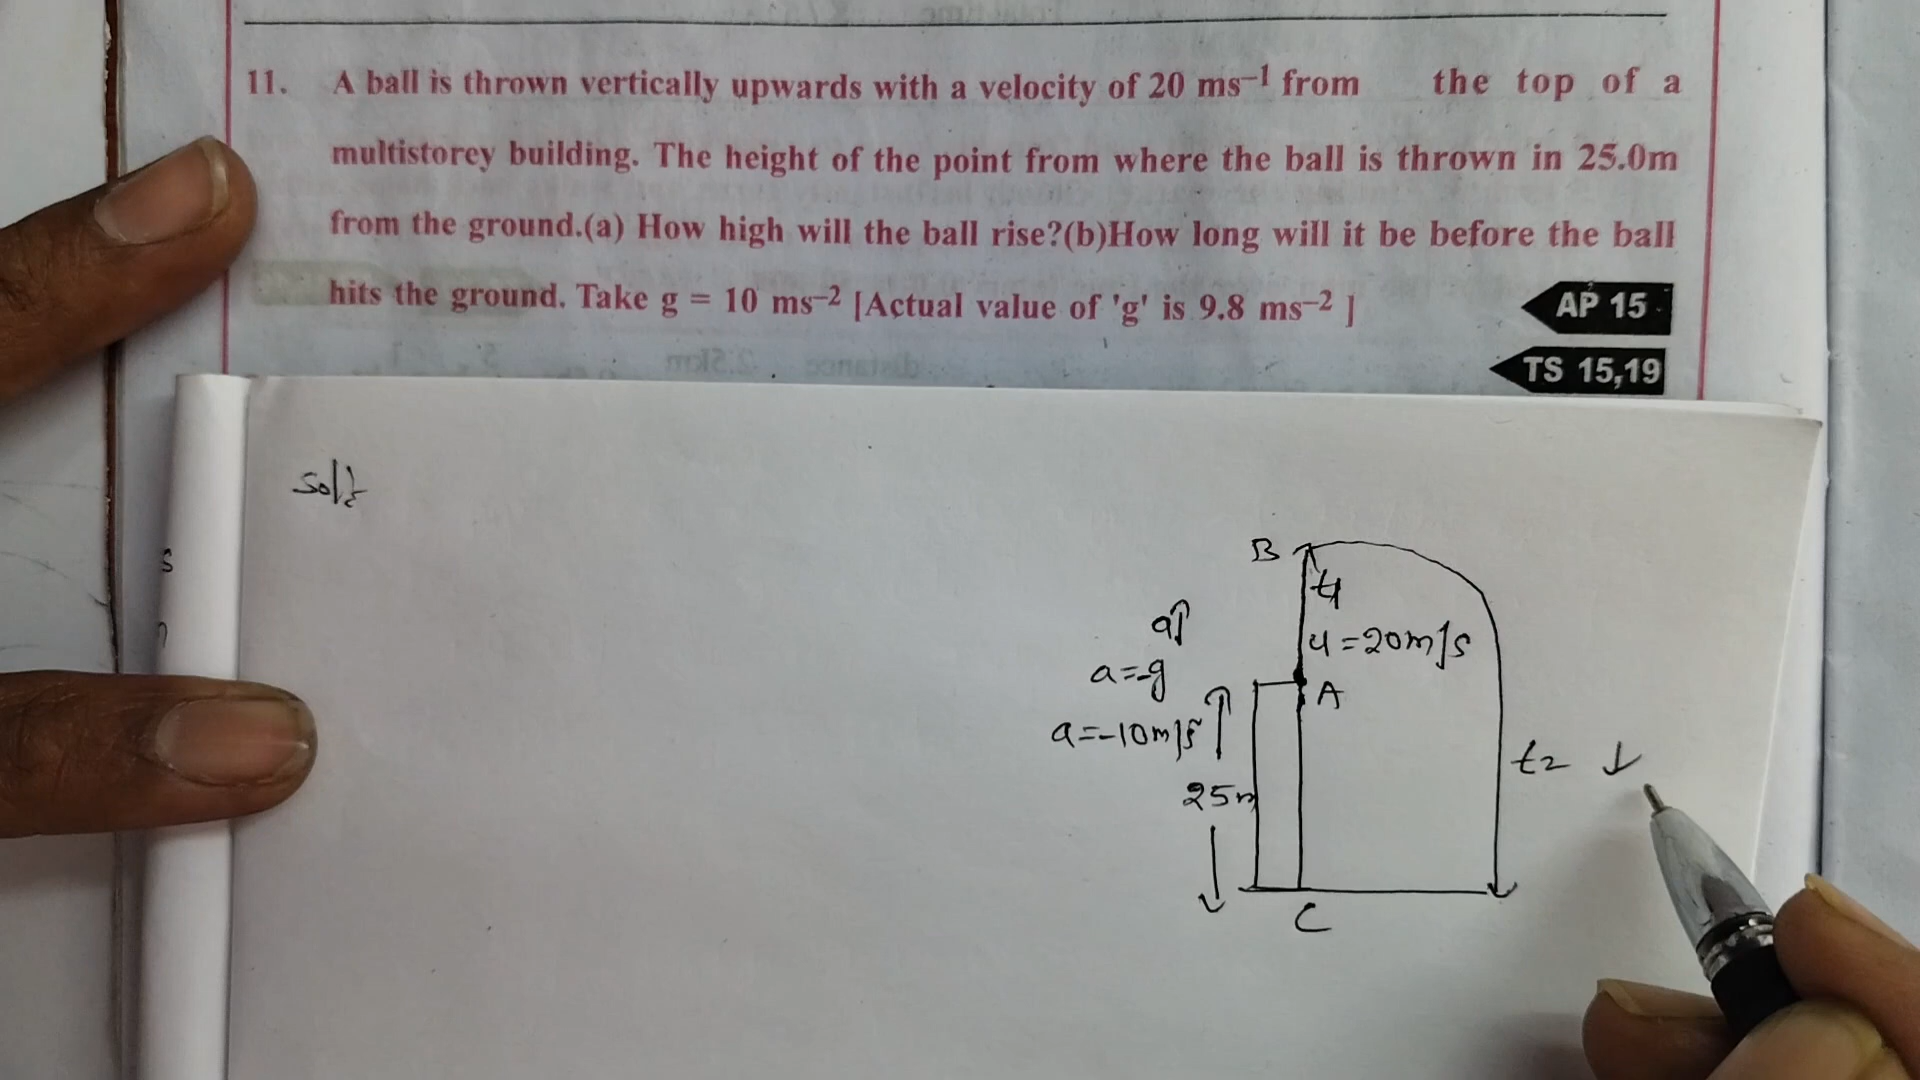 11. A ball is thrown vertically upwards with a velocity of 20 ms⁻¹ from the top of a
multistorey building. The height of the point from where the ball is thrown in 25.0m
from the ground.(a) How high will the ball rise?(b)How long will it be before the ball
hits the ground. Take g = 10 ms⁻² [Actual value of 'g' is 9.8 ms⁻² ]
AP 15
TS 15,19
B
t1
u = 20m/s
a=-g
A
a=-10m/s²
t2
25m
C